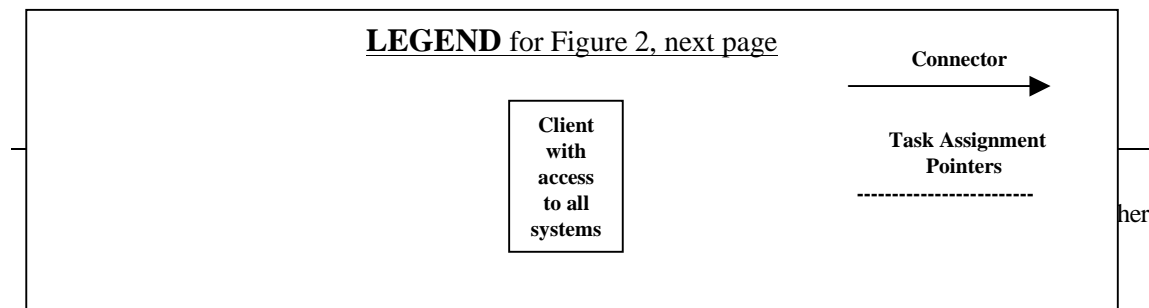 LEGEND for Figure 2, next page
Connector
Client
with
access
to all
systems
Task Assignment
Pointers
her